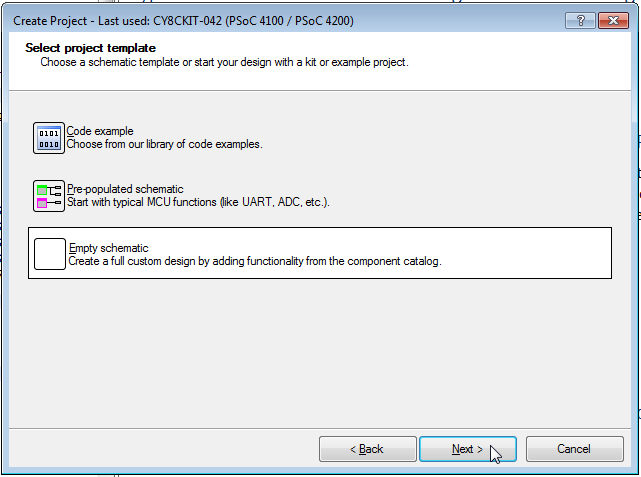 Create Project - Last used: CY8CKIT-042 (PSoC 4100 / PSoC 4200)
?
Select project template
Choose a schematic template or start your design with a kit or example project.
0101
0010
Code example
Choose from our library of code examples.
Pre-populated schematic
Start with typical MCU functions (like UART, ADC, etc.).
Empty schematic
Create a full custom design by adding functionality from the component catalog.
< Back
Next >
Cancel